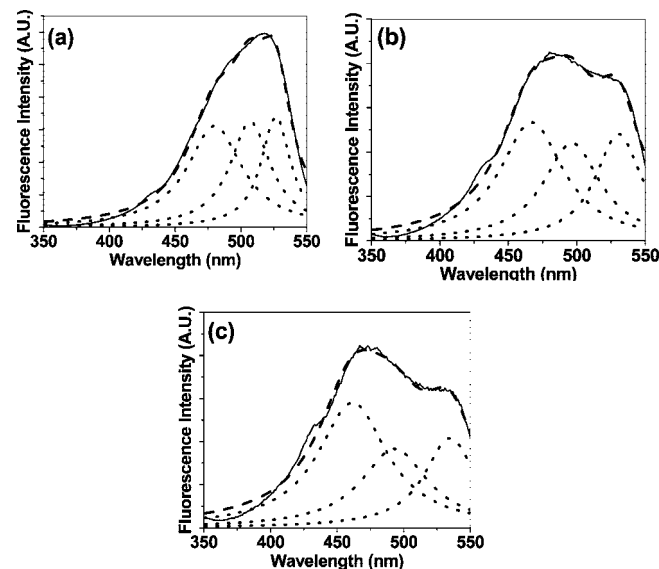 (a)
Fluorescence Intensity (A.U.)
350 400 450 500 550
Wavelength (nm)
(b)
Fluorescence Intensity (A.U.)
350 400 450 500 550
Wavelength (nm)
(c)
Fluorescence Intensity (A.U.)
350 400 450 500 550
Wavelength (nm)